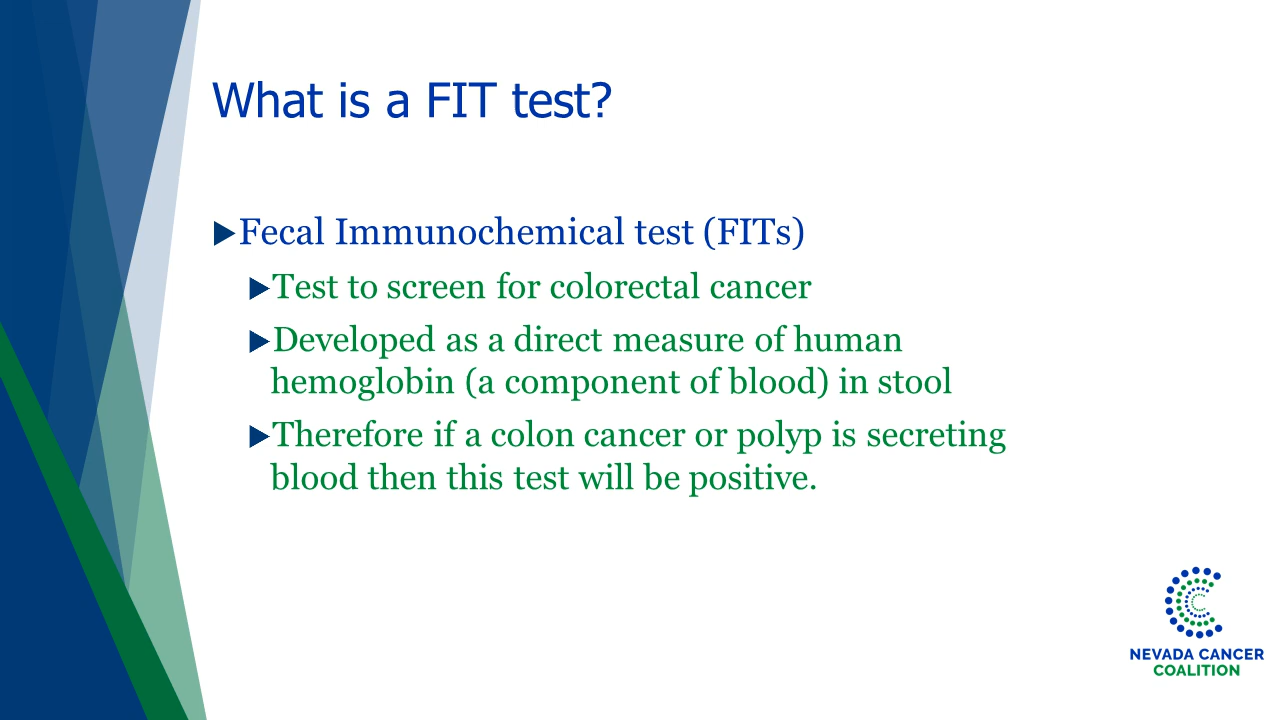 What is a FIT test?
Fecal Immunochemical test (FITs)
Test to screen for colorectal cancer
Developed as a direct measure of human
hemoglobin (a component of blood) in stool
Therefore if a colon cancer or polyp is secreting
blood then this test will be positive.
NEVADA CANCER
COALITION